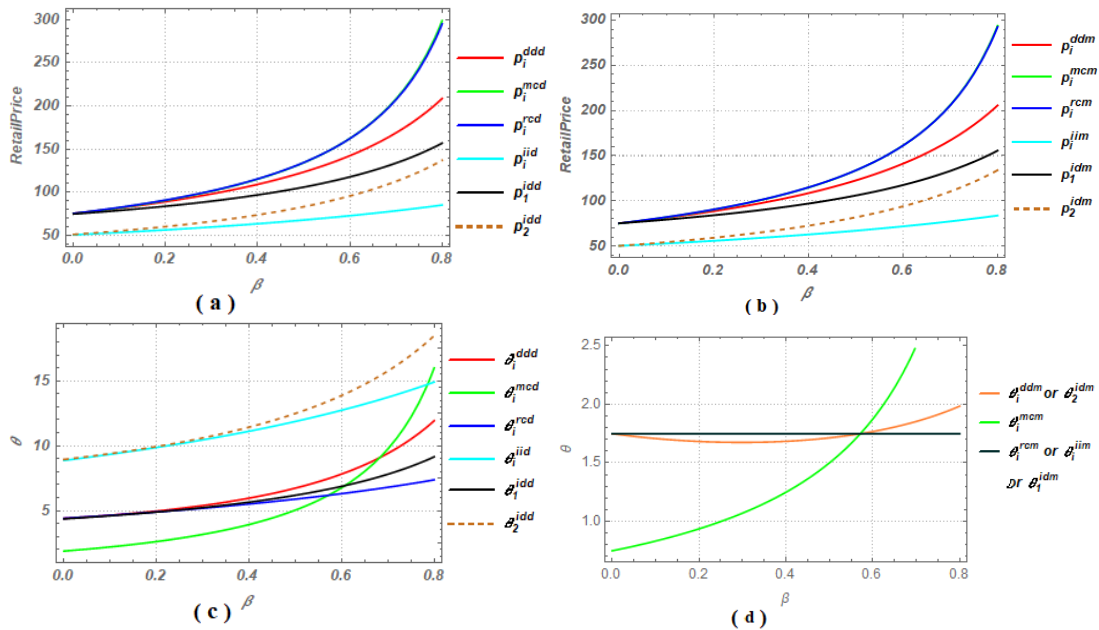 RetailPrice
300
250
200
150
100
50
0.0 0.2 0.4 0.6 0.8
β
( a )
p_i^ddd
p_i^mcd
p_i^rcd
p_i^iid
p_1^idd
p_2^idd
RetailPrice
300
250
200
150
100
50
0.0 0.2 0.4 0.6 0.8
β
( b )
p_i^ddm
p_i^mcm
p_i^rcm
p_i^iim
p_1^idm
p_2^idm
θ
15
10
5
0.0 0.2 0.4 0.6 0.8
β
( c )
θ_i^ddd
θ_i^mcd
θ_i^rcd
θ_i^iid
θ_1^idd
θ_2^idd
θ
2.5
2.0
1.5
1.0
0.0 0.2 0.4 0.6 0.8
β
( d )
θ_i^ddm or θ_2^idm
θ_i^mcm
θ_i^rcm or θ_i^iim
or θ_1^idm